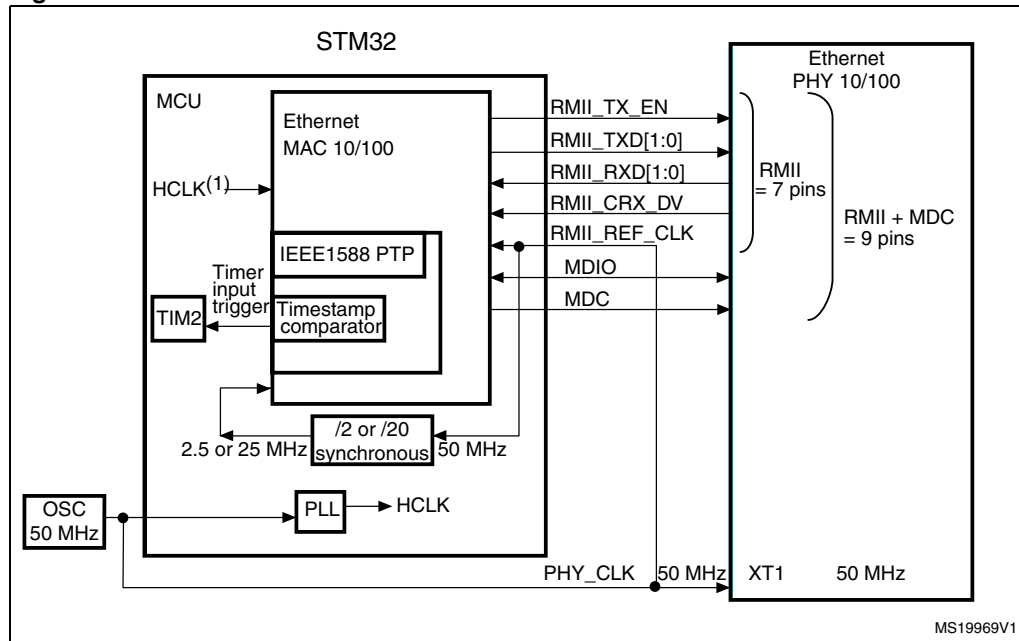 STM32
Ethernet
PHY 10/100
MCU
Ethernet
MAC 10/100
HCLK(1)
IEEE1588 PTP
Timer
input
trigger
Timestamp
comparator
TIM2
/2 or /20
synchronous
2.5 or 25 MHz
50 MHz
OSC
50 MHz
PLL
HCLK
RMII_TX_EN
RMII_TXD[1:0]
RMII_RXD[1:0]
RMII_CRX_DV
RMII_REF_CLK
MDIO
MDC
RMII
= 7 pins
RMII + MDC
= 9 pins
PHY_CLK
50 MHz
XT1
50 MHz
MS19969V1